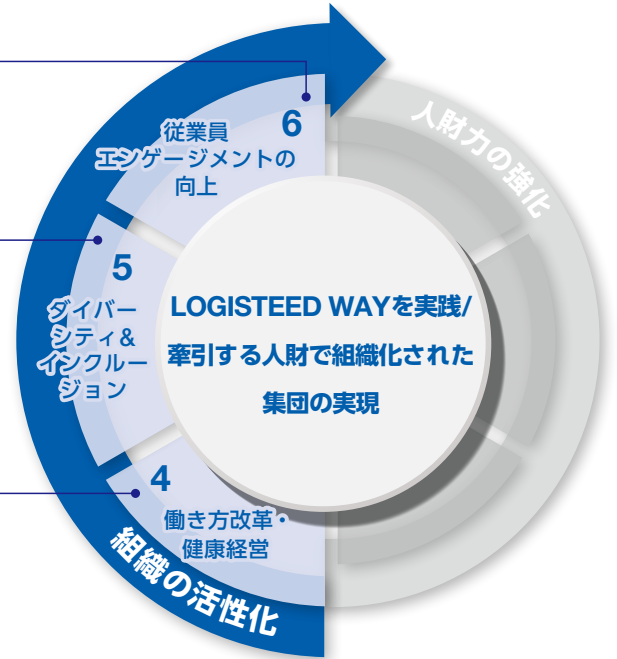 人財力の強化
6
従業員
エンゲージメントの
向上
5
ダイバー
シティ&
インクルー
ジョン
LOGISTEED WAYを実践/
牽引する人財で組織化された
集団の実現
4
働き方改革・
健康経営
組織の活性化